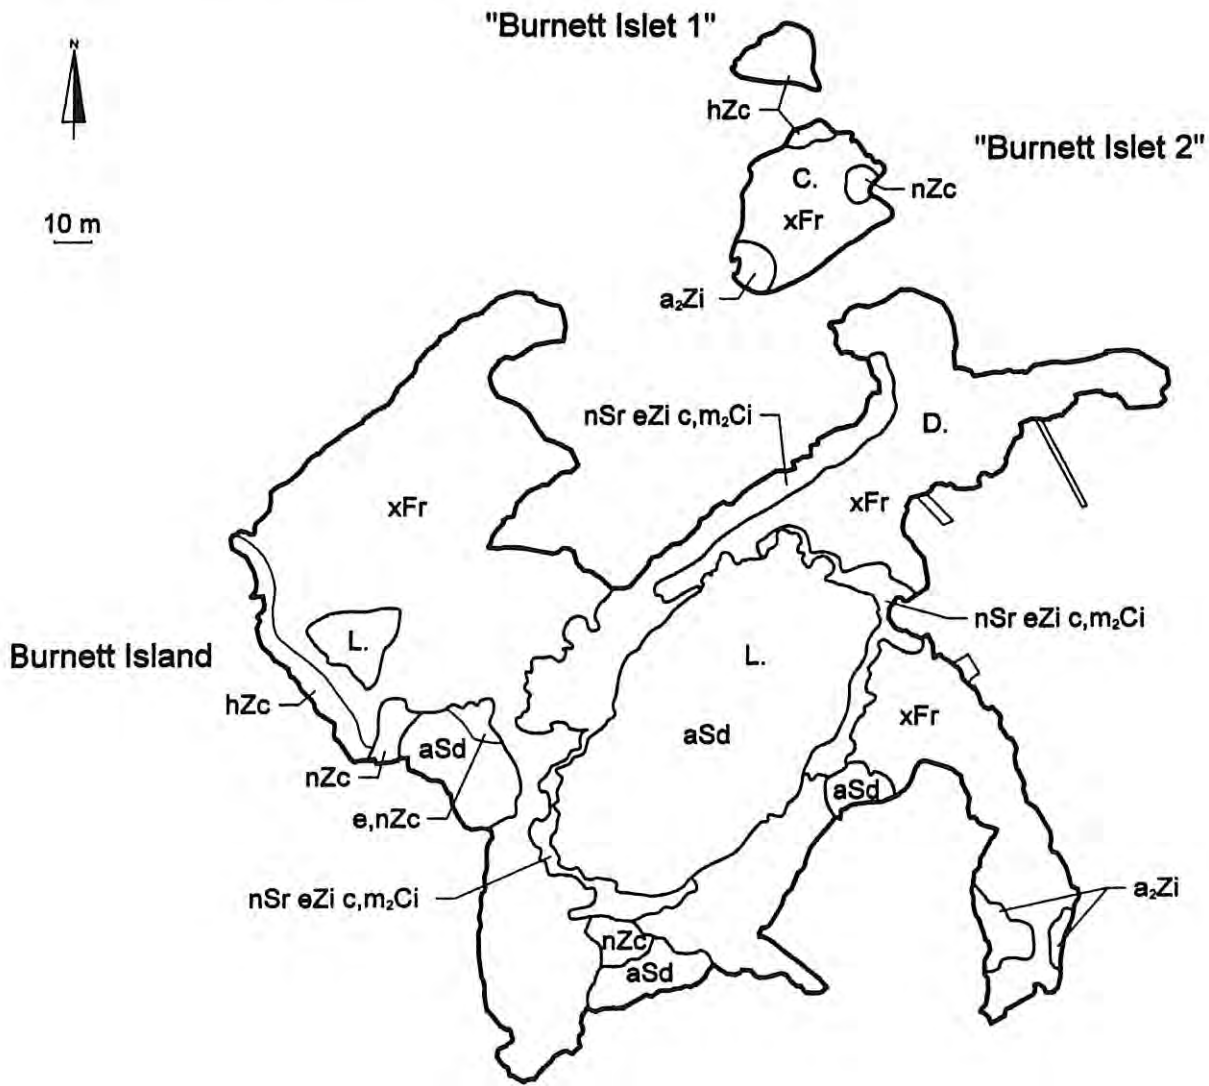 "Burnett Islet 1"
N
hZc
"Burnett Islet 2"
C.
nZc
10 m
xFr
a₂Zi
nSr eZi c,m₂Ci
D.
xFr
xFr
nSr eZi c,m₂Ci
L.
L.
Burnett Island
hZc
xFr
aSd
aSd
nZc
aSd
e,nZc
nSr eZi c,m₂Ci
a₂Zi
nZc
aSd